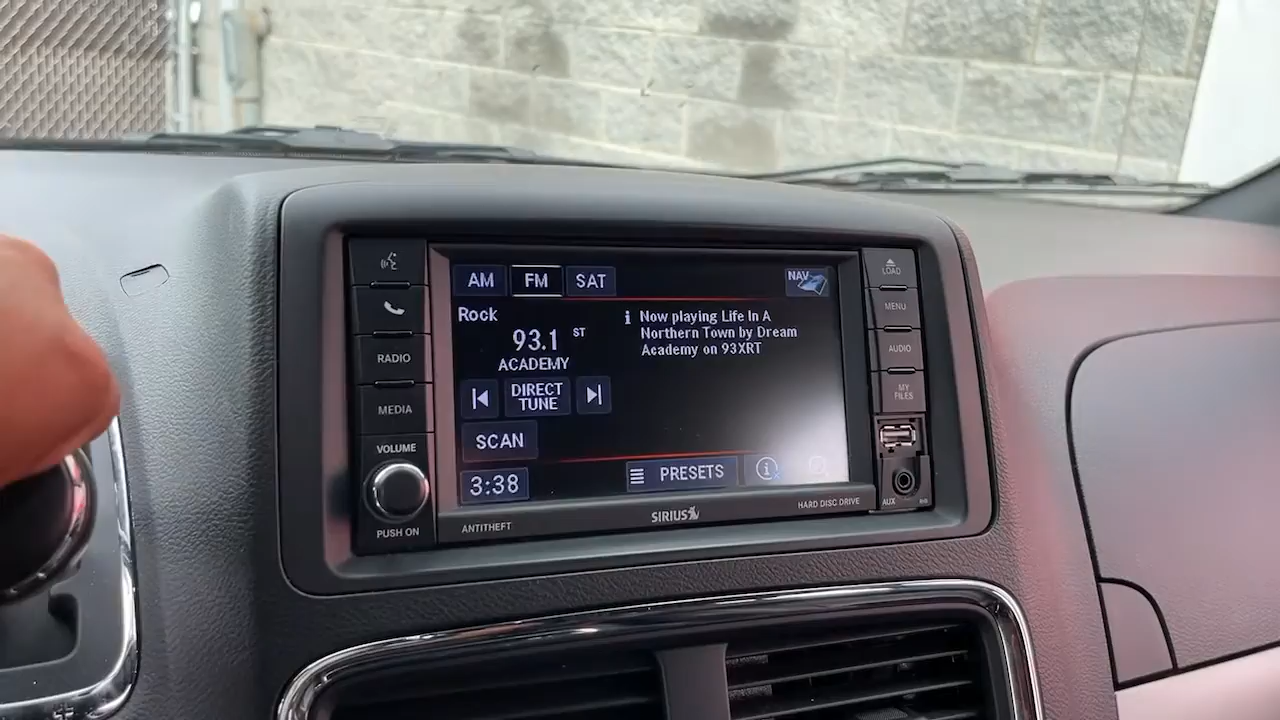 AM FM SAT NAV
Rock
93.1 ST
ACADEMY
DIRECT
TUNE
SCAN
3:38
Now playing Life In A
Northern Town by Dream
Academy on 93XRT
PRESETS
RADIO
MEDIA
VOLUME
PUSH ON
LOAD
MENU
AUDIO
MY
FILES
AUX
ANTITHEFT
SIRIUS
HARD DISC DRIVE